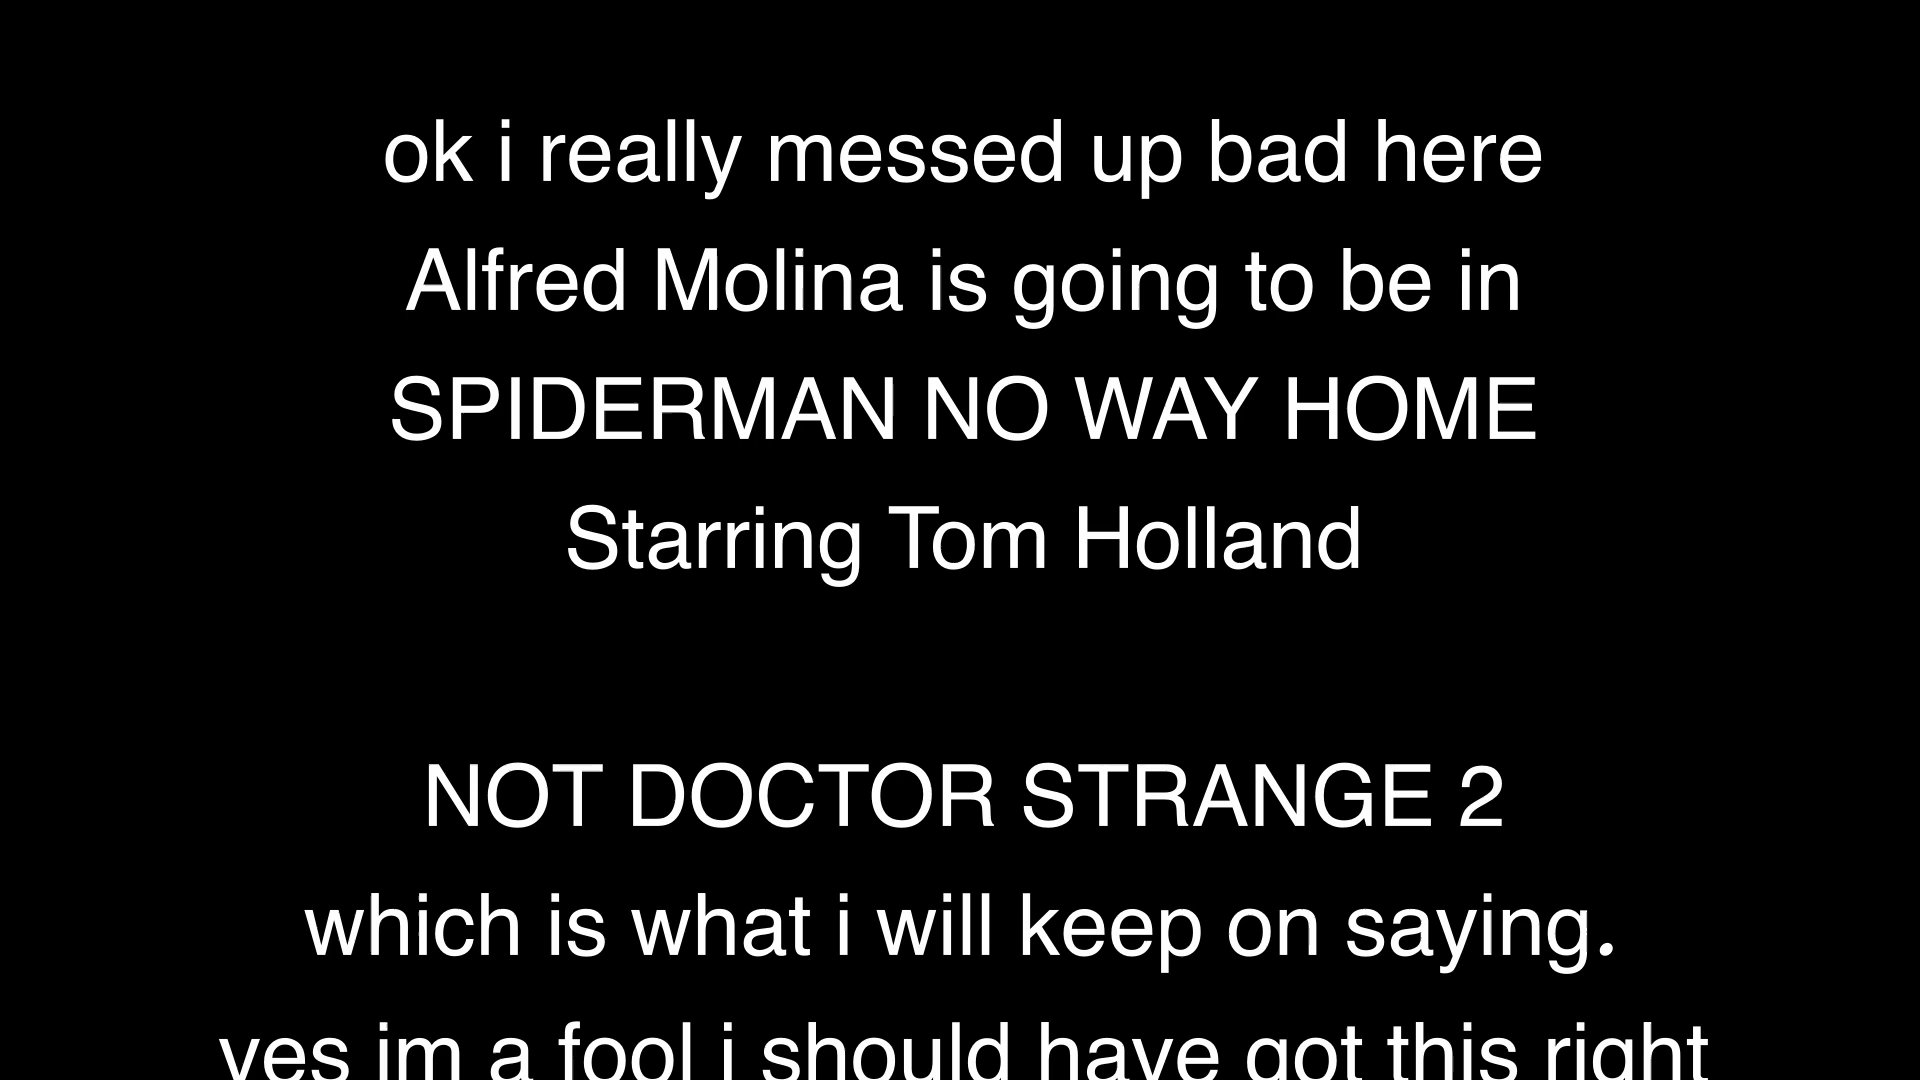 ok i really messed up bad here
Alfred Molina is going to be in
SPIDERMAN NO WAY HOME
Starring Tom Holland
NOT DOCTOR STRANGE 2
which is what i will keep on saying.
yes im a fool i should have got this right